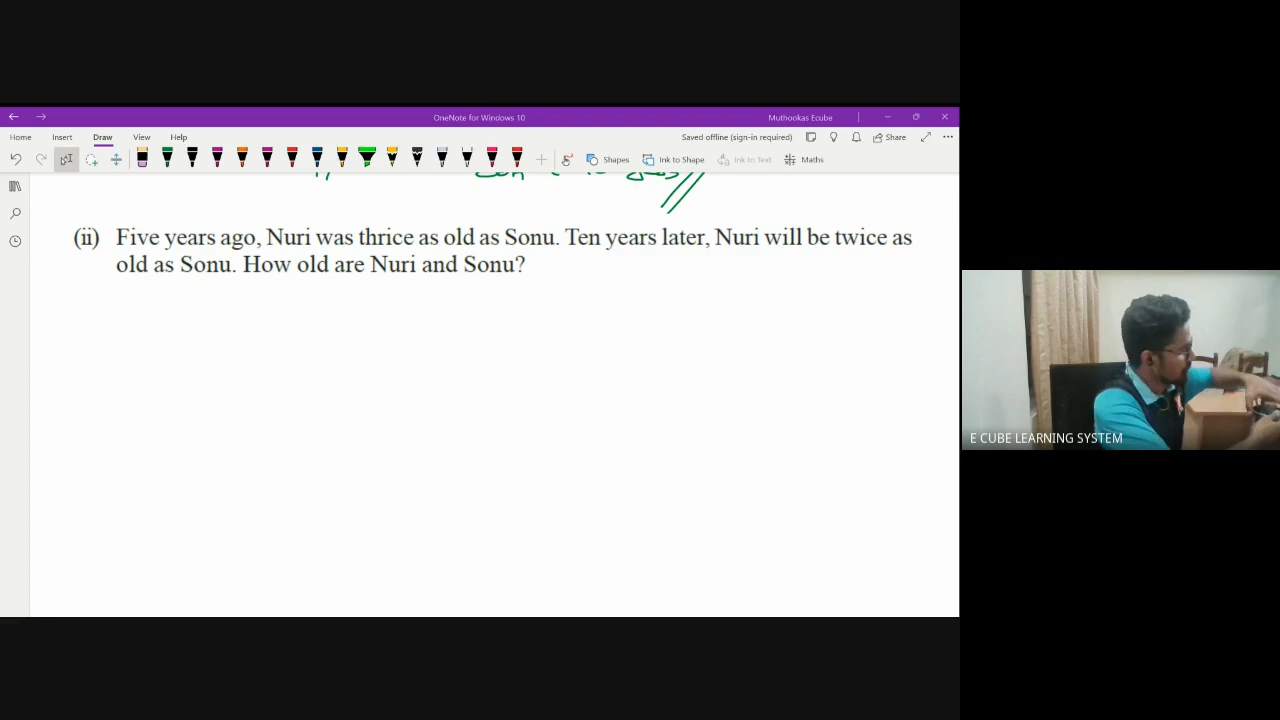 OneNote for Windows 10
Muthookas Ecube
Home Insert Draw View Help
Saved offline (sign-in required)
Share
Shapes
Ink to Shape
Ink to Text
Maths
(ii) Five years ago, Nuri was thrice as old as Sonu. Ten years later, Nuri will be twice as
old as Sonu. How old are Nuri and Sonu?
E CUBE LEARNING SYSTEM